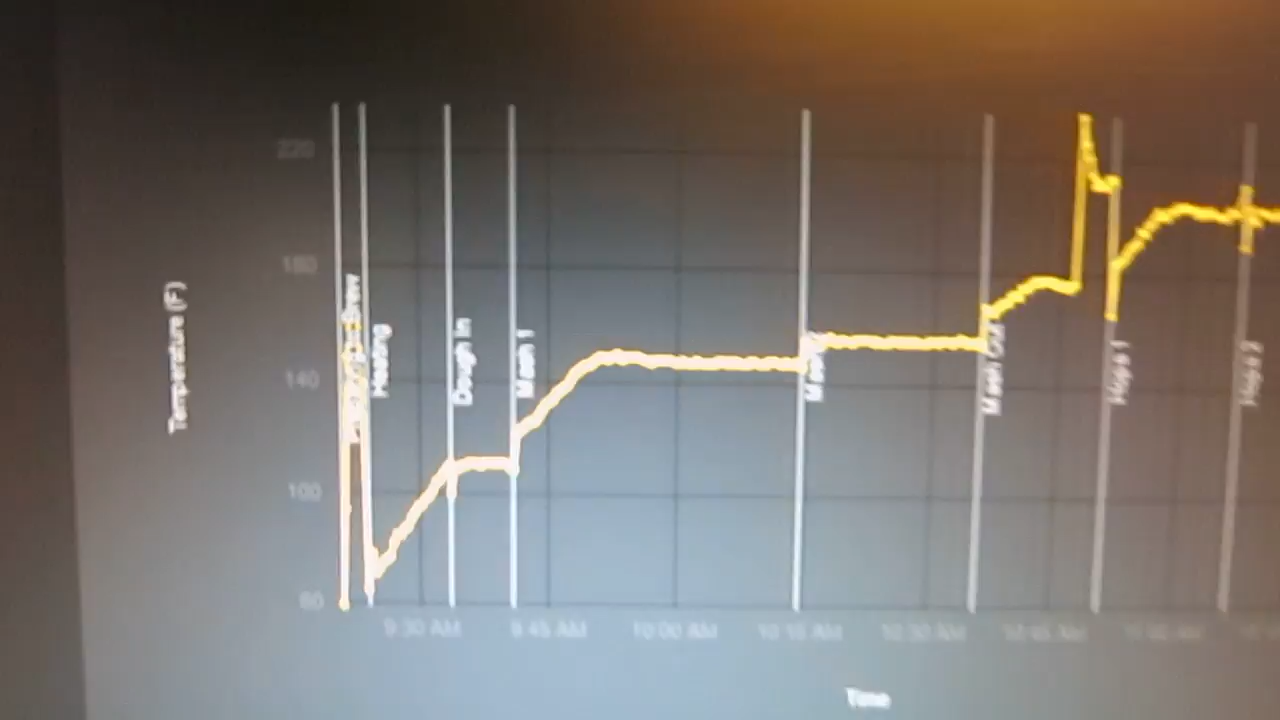 220
180
140
100
60
Temperature (F)
Heating
Dough In
Mash 1
Mash Out
Hops 1
Hops 2
9:30 AM
9:45 AM
10:00 AM
10:15 AM
10:30 AM
10:45 AM
Time